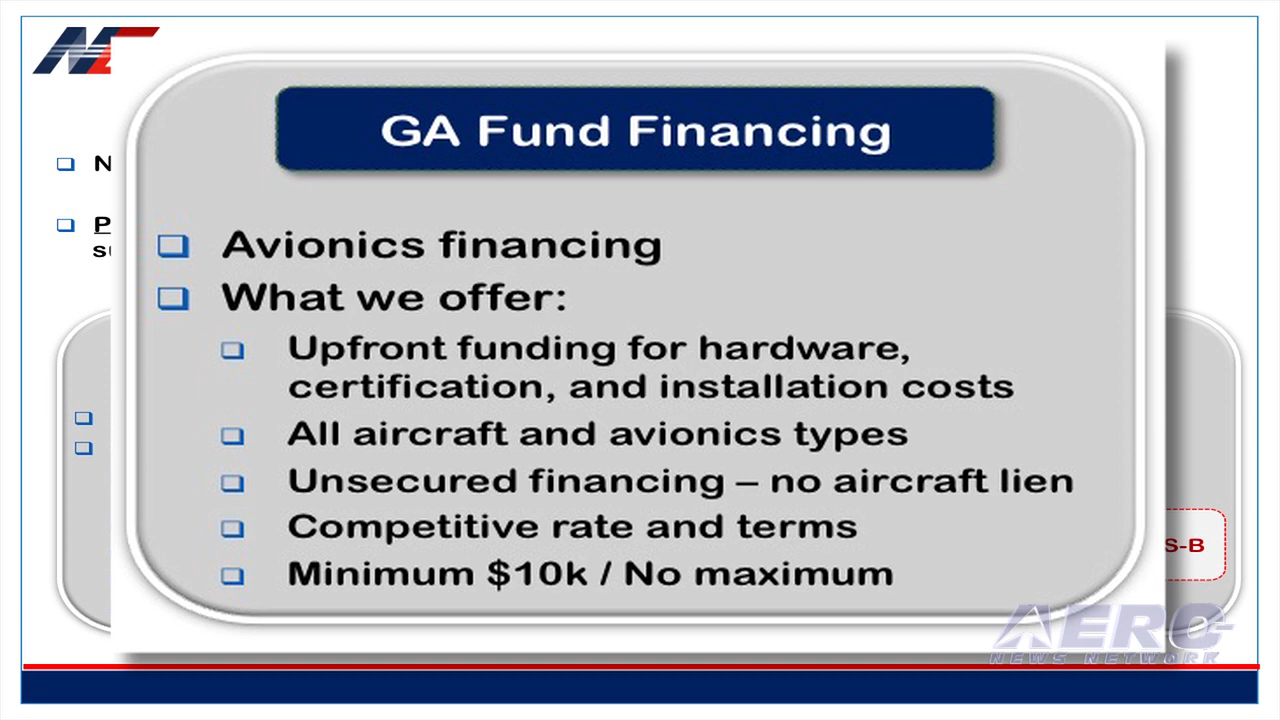 GA Fund Financing
N
P
Avionics financing
What we offer:
Upfront funding for hardware,
certification, and installation costs
All aircraft and avionics types
Unsecured financing – no aircraft lien
Competitive rate and terms
Minimum $10k / No maximum
S-B
AERO
NEWS NETWORK